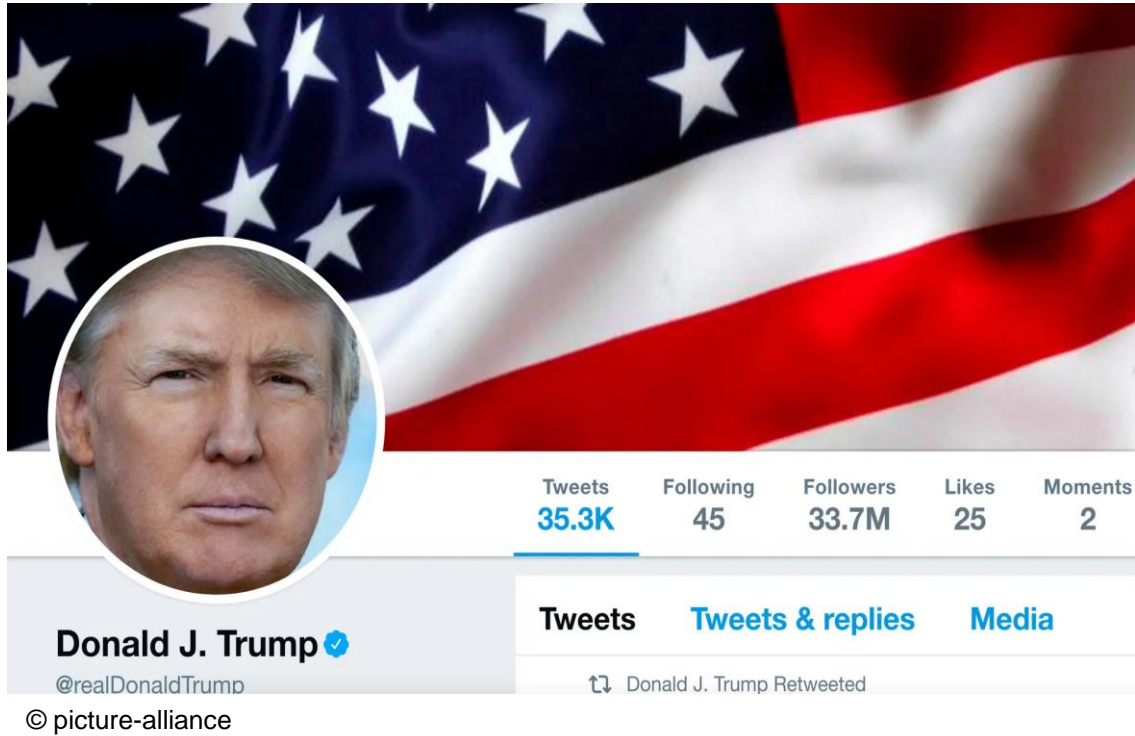 Tweets Following Followers Likes Moments
35.3K 45 33.7M 25 2
Donald J. Trump
@realDonaldTrump
Tweets Tweets & replies Media
Donald J. Trump Retweeted
© picture-alliance